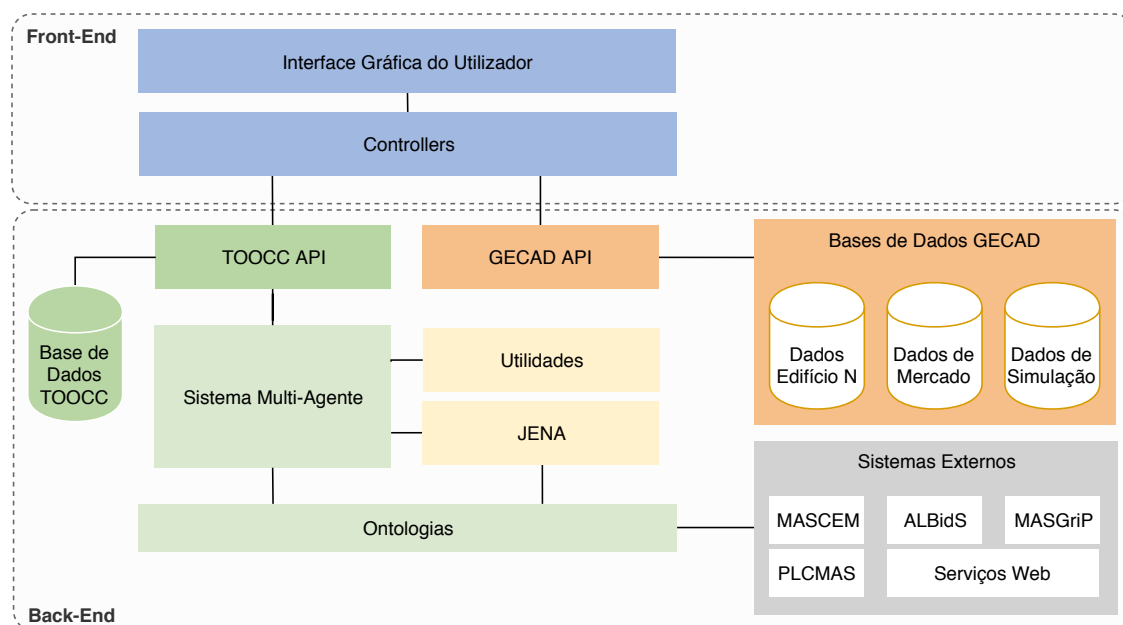 Front-End
Interface Gráfica do Utilizador
Controllers
TOOCC API
GECAD API
Bases de Dados GECAD
Base de
Dados
TOOCC
Sistema Multi-Agente
Utilidades
JENA
Dados
Edifício N
Dados de
Mercado
Dados de
Simulação
Sistemas Externos
MASCEM
ALBidS
MASGriP
PLCMAS
Serviços Web
Ontologias
Back-End